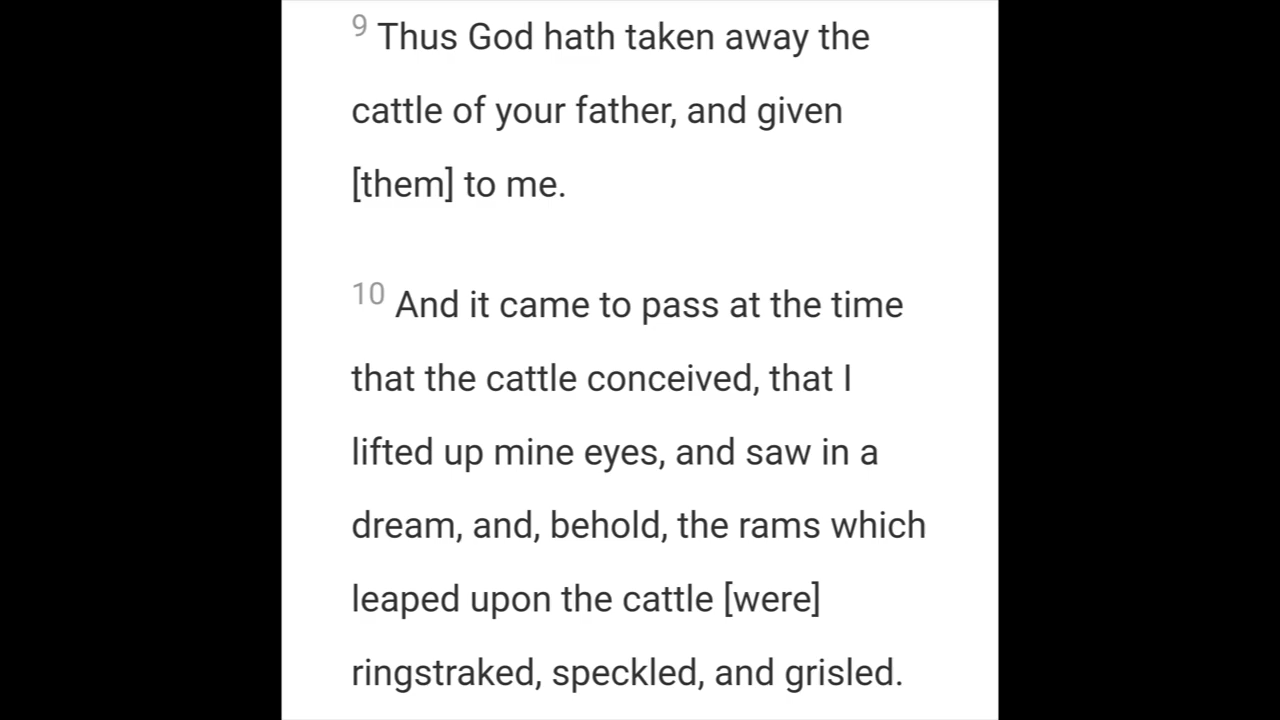 9 Thus God hath taken away the
cattle of your father, and given
[them] to me.
10 And it came to pass at the time
that the cattle conceived, that I
lifted up mine eyes, and saw in a
dream, and, behold, the rams which
leaped upon the cattle [were]
ringstraked, speckled, and grisled.